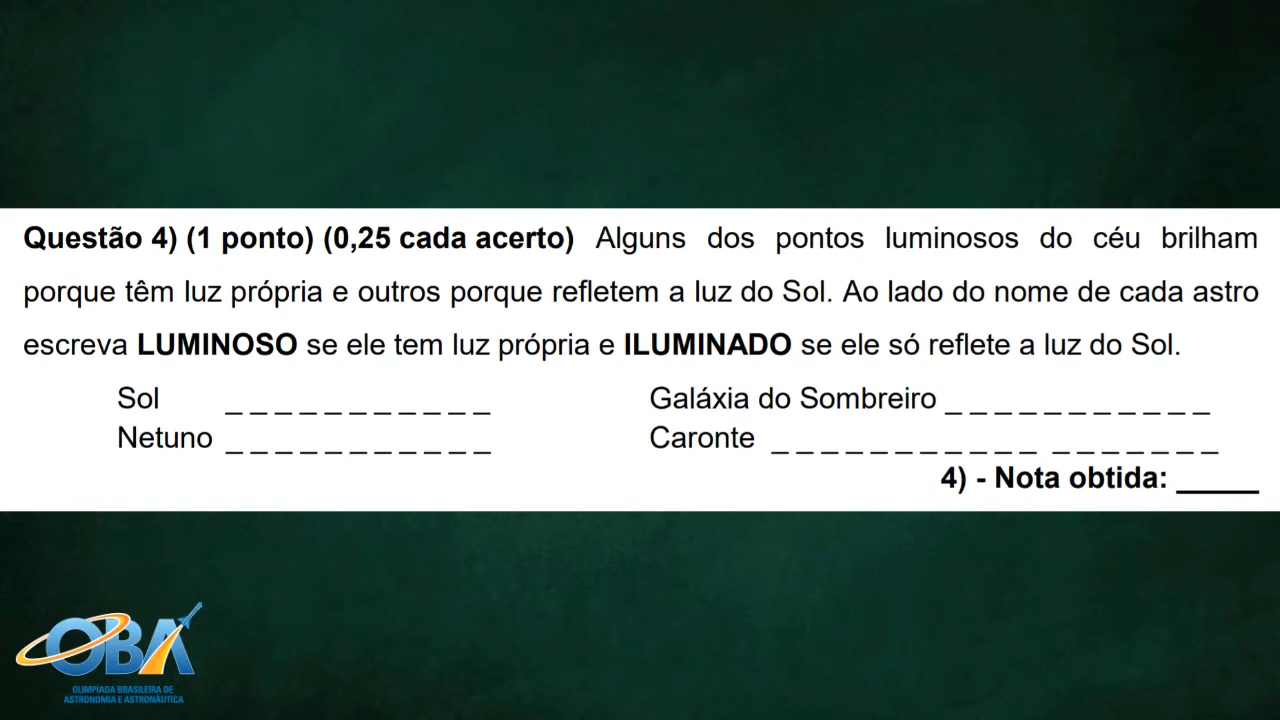 Questão 4) (1 ponto) (0,25 cada acerto) Alguns dos pontos luminosos do céu brilham
porque têm luz própria e outros porque refletem a luz do Sol. Ao lado do nome de cada astro
escreva LUMINOSO se ele tem luz própria e ILUMINADO se ele só reflete a luz do Sol.
Sol _ _ _ _ _ _ _ _ _ _ _ Galáxia do Sombreiro _ _ _ _ _ _ _ _ _ _ _
Netuno _ _ _ _ _ _ _ _ _ _ _ Caronte _ _ _ _ _ _ _ _ _ _ _ _ _ _ _ _ _ _
4) - Nota obtida: _____
OBA
OLIMPÍADA BRASILEIRA DE
ASTRONOMIA E ASTRONÁUTICA